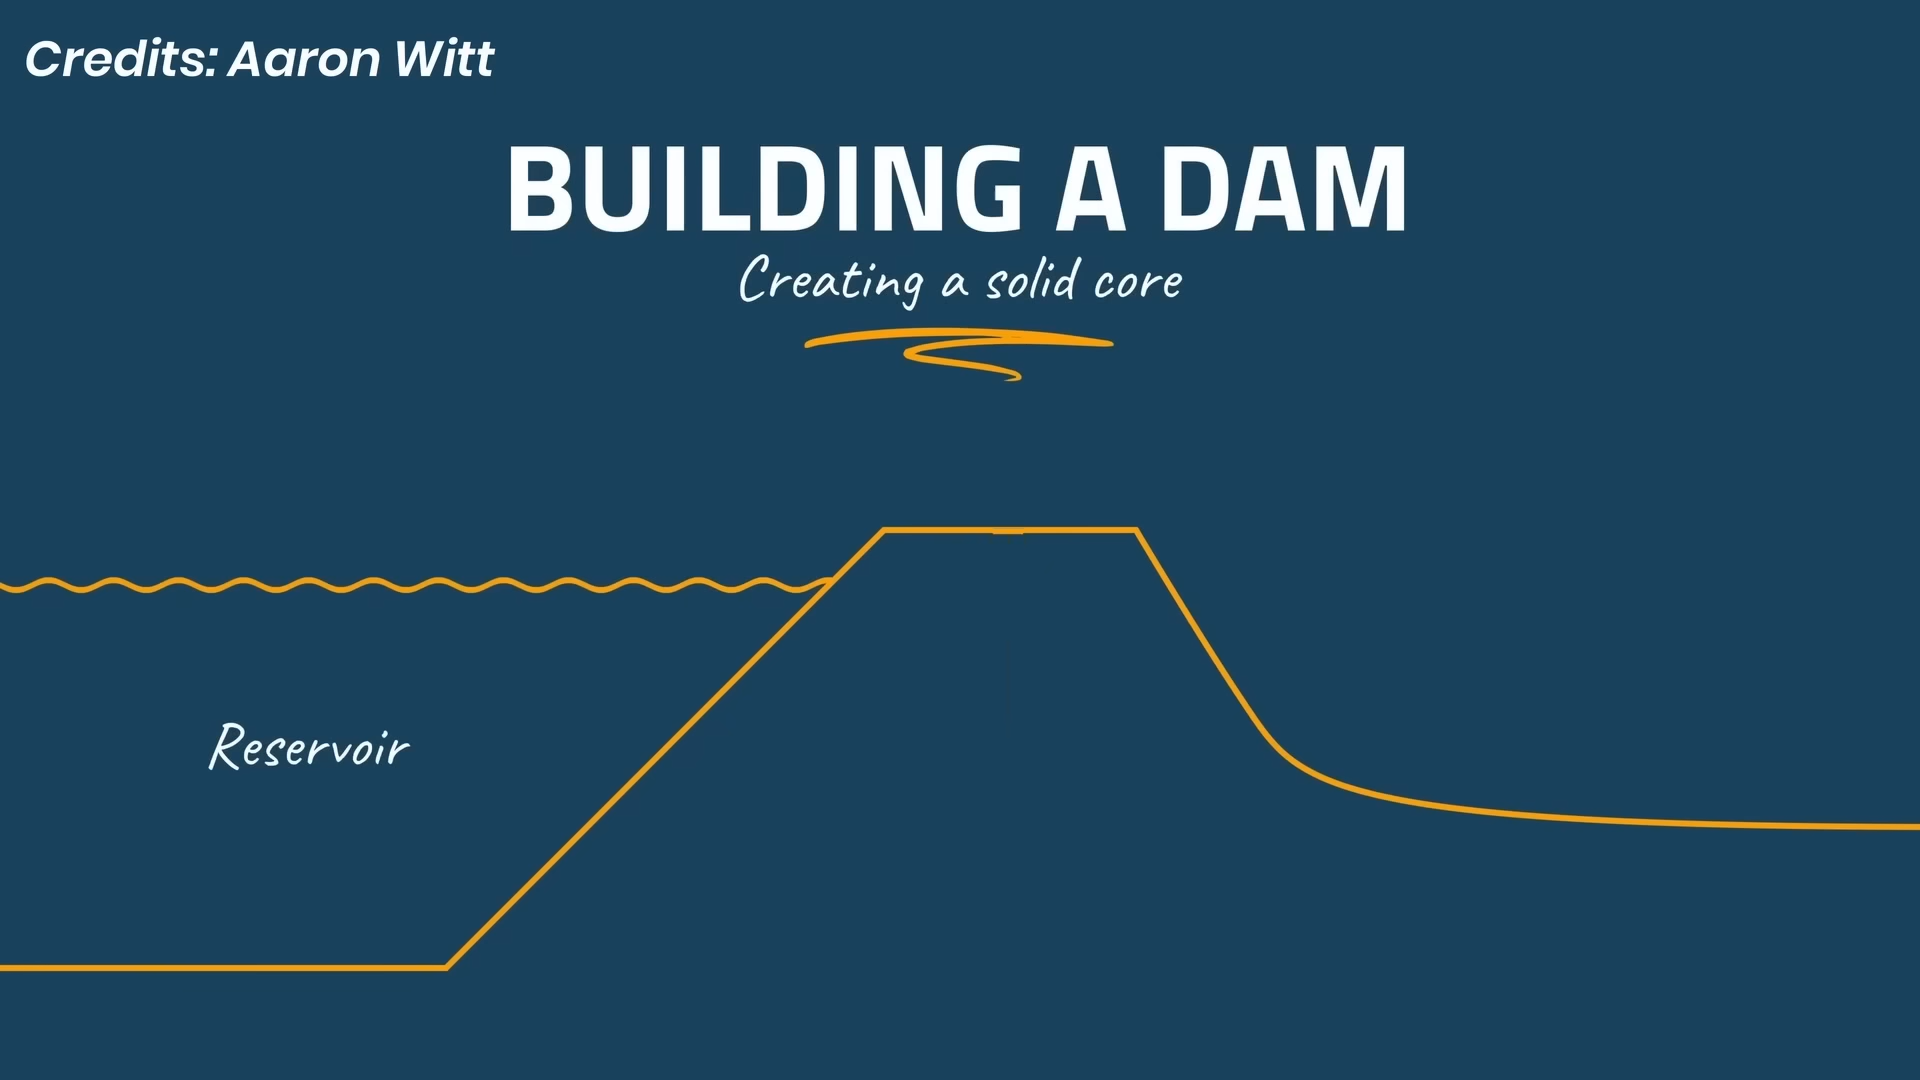 Credits: Aaron Witt
BUILDING A DAM
Creating a solid core
Reservoir